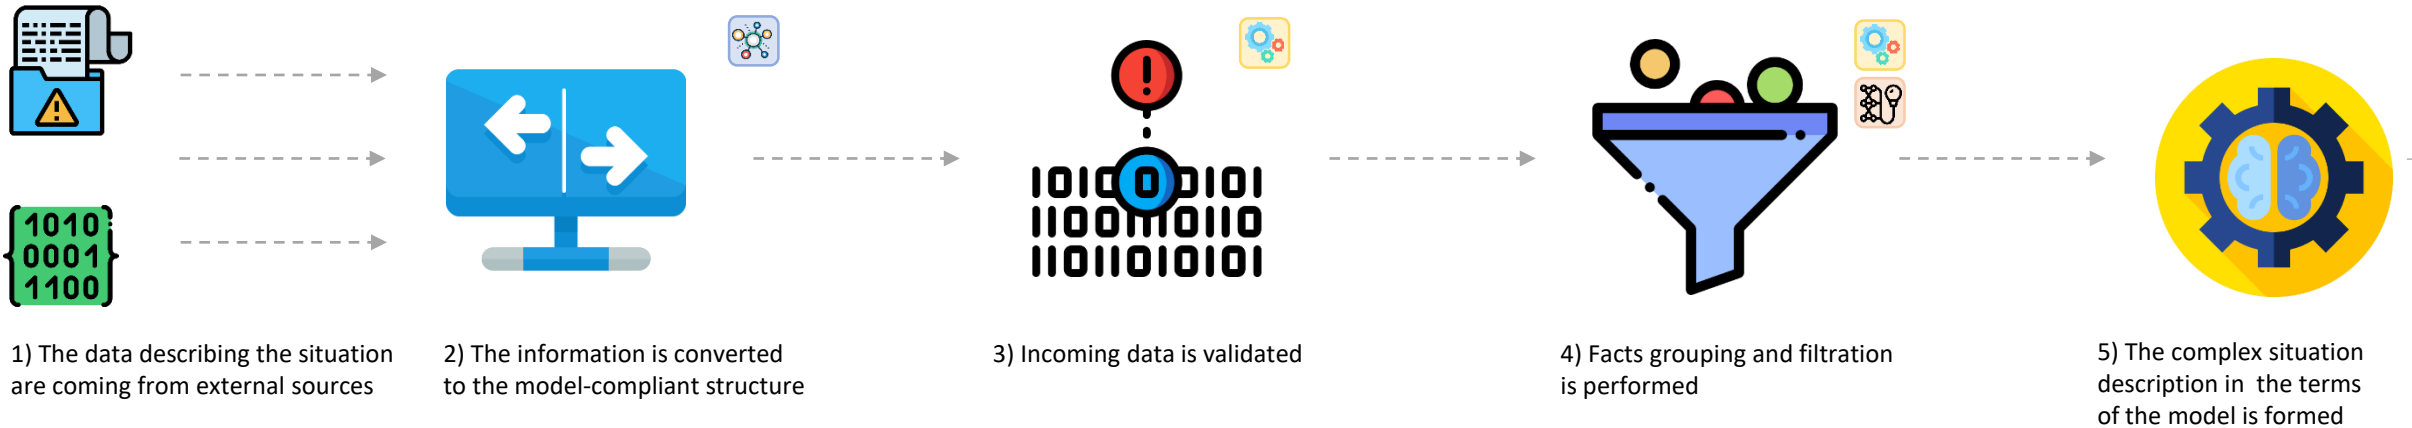 1010
0001
1100
1) The data describing the situation
are coming from external sources
2) The information is converted
to the model-compliant structure
!
0
3) Incoming data is validated
4) Facts grouping and filtration
is performed
5) The complex situation
description in  the terms
of the model is formed